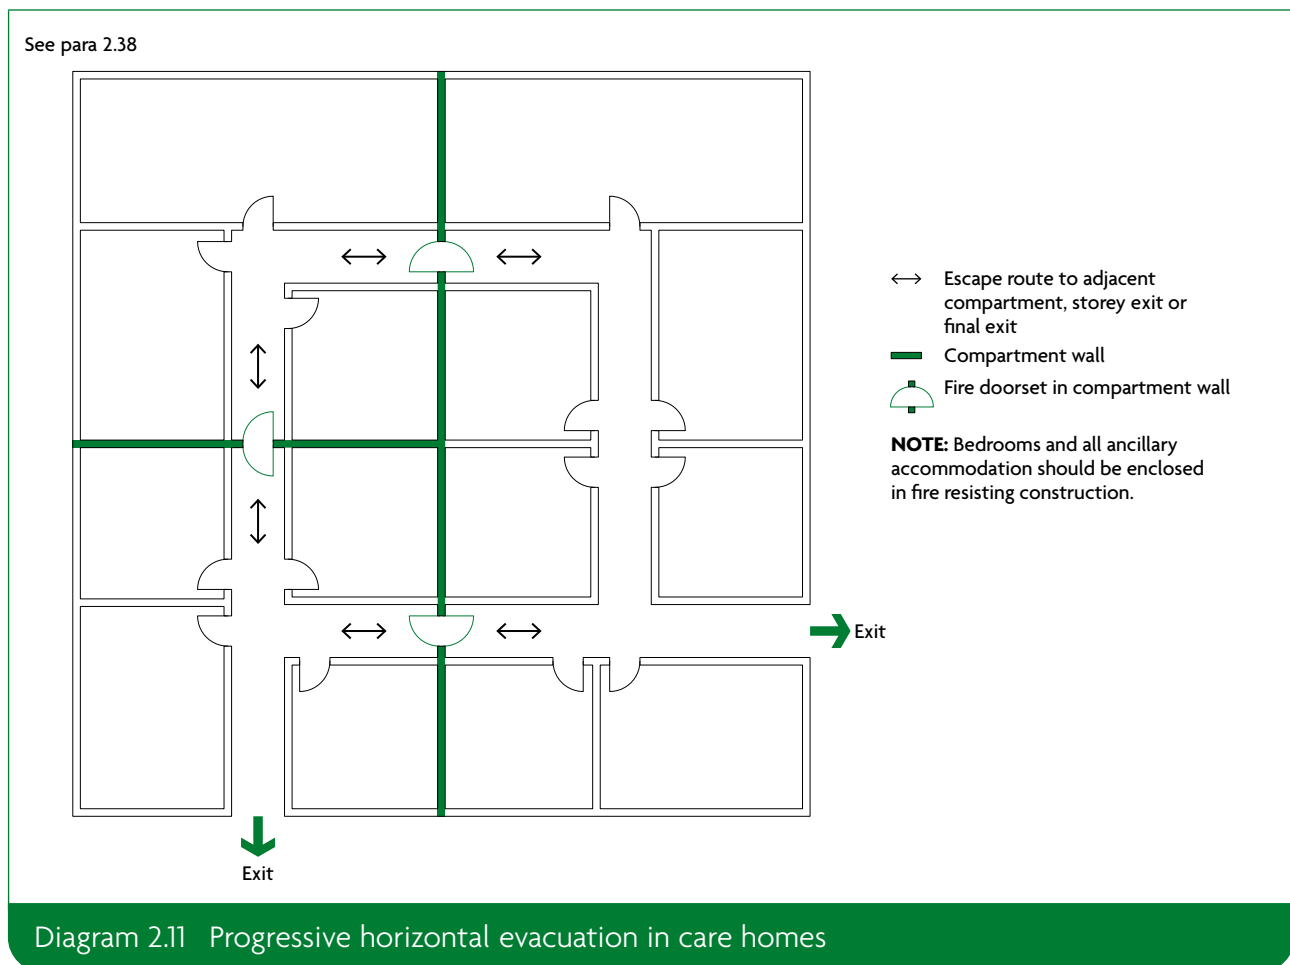 See para 2.38
Escape route to adjacent
compartment, storey exit or
final exit
Compartment wall
Fire doorset in compartment wall
NOTE: Bedrooms and all ancillary
accommodation should be enclosed
in fire resisting construction.
Exit
Exit
Diagram 2.11 Progressive horizontal evacuation in care homes